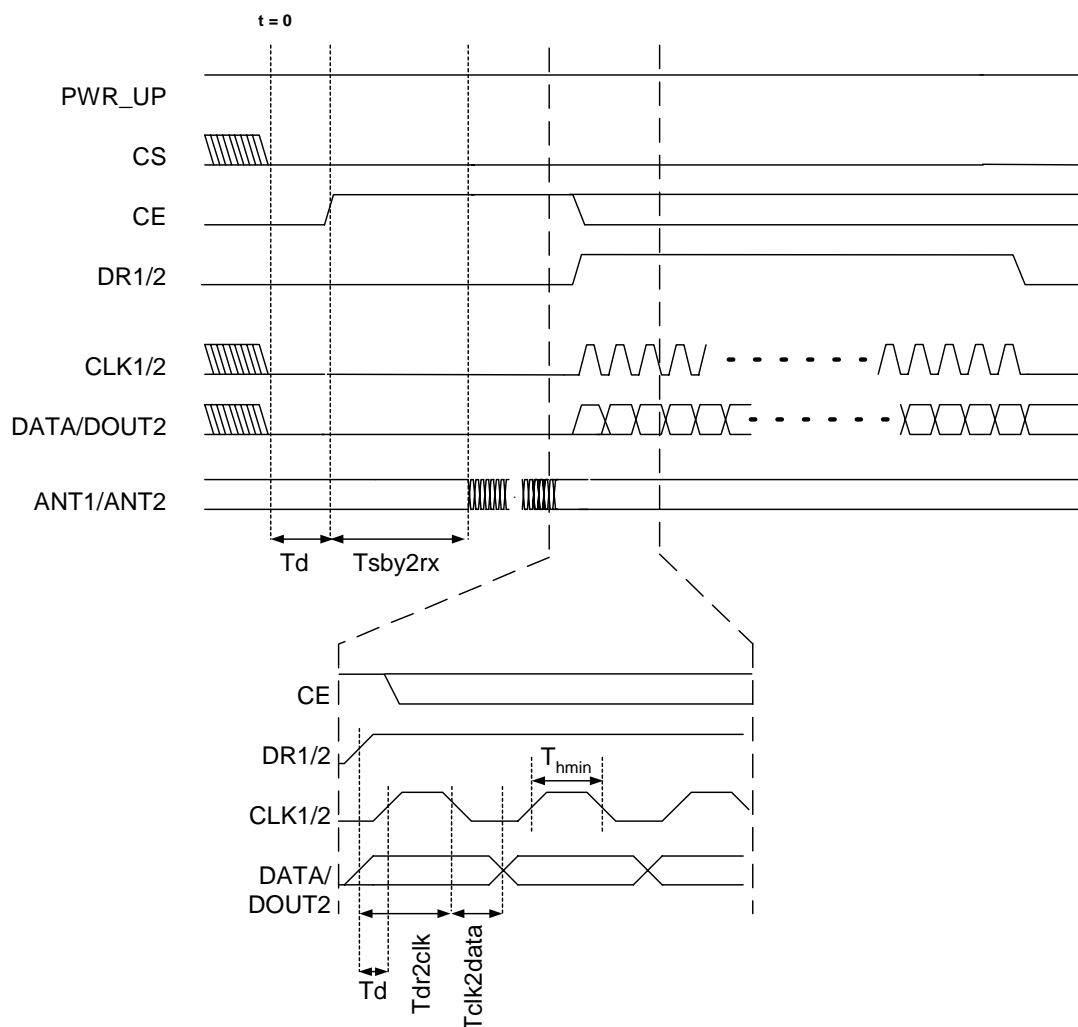 t = 0
PWR_UP
CS
CE
DR1/2
CLK1/2
DATA/DOUT2
ANT1/ANT2
Td
Tsby2rx
CE
DR1/2
Thmin
CLK1/2
DATA/
DOUT2
Td
Tdr2clk
Tclk2data